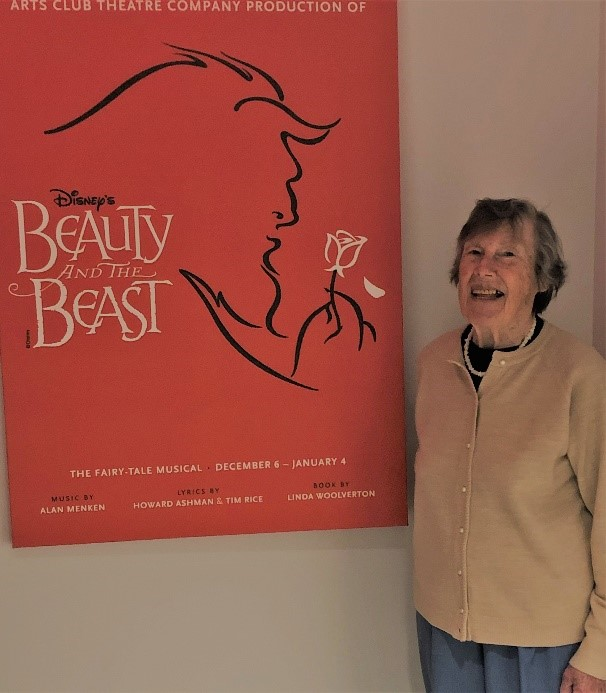 ARTS CLUB THEATRE COMPANY PRODUCTION OF
DISNEY'S
BEAUTY
AND THE
BEAST
©Disney
THE FAIRY-TALE MUSICAL · DECEMBER 6 – JANUARY 4
MUSIC BY
ALAN MENKEN
LYRICS BY
HOWARD ASHMAN & TIM RICE
BOOK BY
LINDA WOOLVERTON